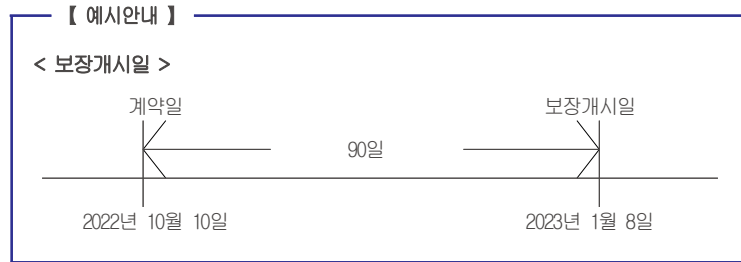 【 예시안내 】
< 보장개시일 >
계약일 보장개시일
90일
2022년 10월 10일 2023년 1월 8일